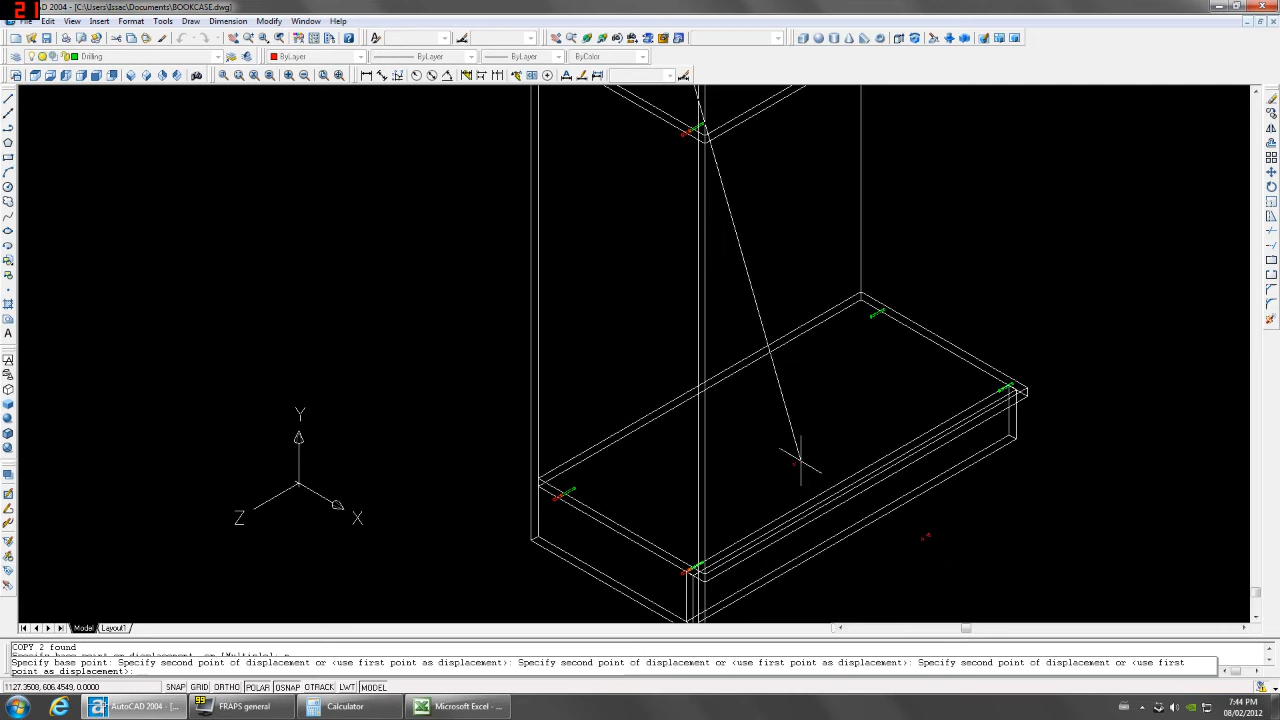 21
AD 2004 - [C:\Users\Issac\Documents\BOOKCASE.dwg]
File Edit View Insert Format Tools Draw Dimension Modify Window Help
Drilling ByLayer ByLayer ByLayer ByColor
Y
Z X
Model Layout1
COPY 2 found
Specify base point: Specify second point of displacement or <use first point as displacement>: Specify second point of displacement or <use first point as displacement>: Specify second point of displacement or <use first
point as displacement>:
1127.3508, 606.4549, 0.0000 SNAP GRID ORTHO POLAR OSNAP OTRACK LWT MODEL
AutoCAD 2004 - [... FRAPS general Calculator Microsoft Excel - ... 7:44 PM
08/02/2012